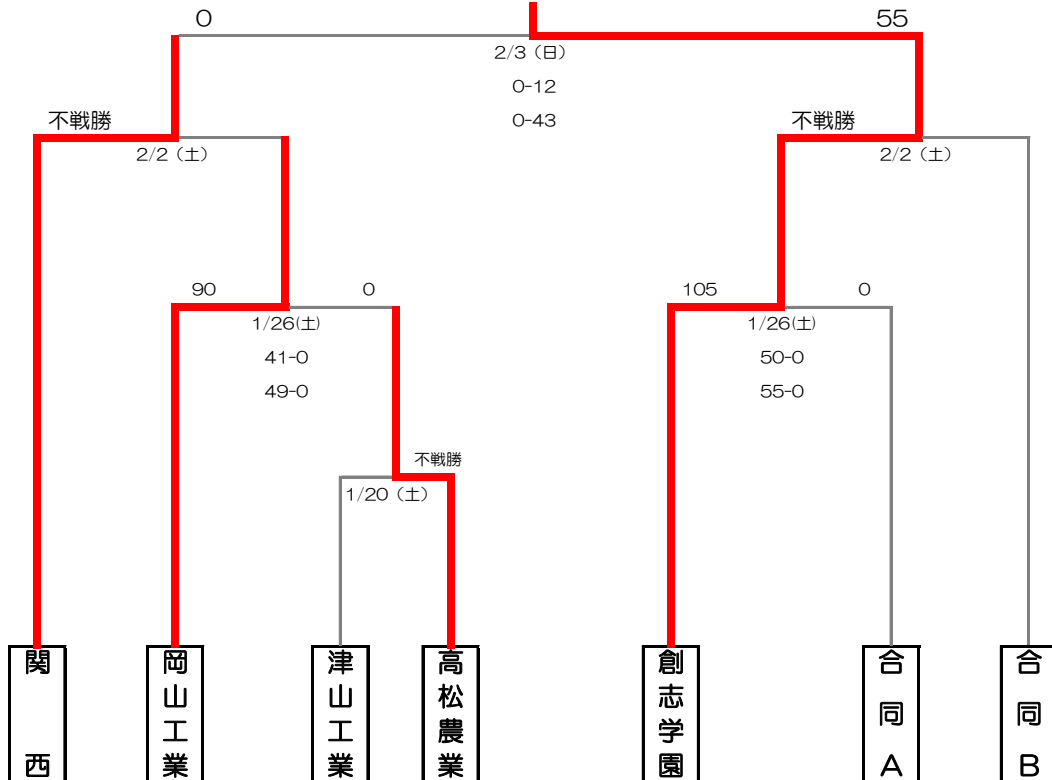 0
55
2/3（日）
0-12
0-43
不戦勝
2/2（土）
不戦勝
2/2（土）
90
0
1/26(土)
41-0
49-0
105
0
1/26(土)
50-0
55-0
不戦勝
1/20（土）
関西
岡山工業
津山工業
高松農業
創志学園
合同A
合同B